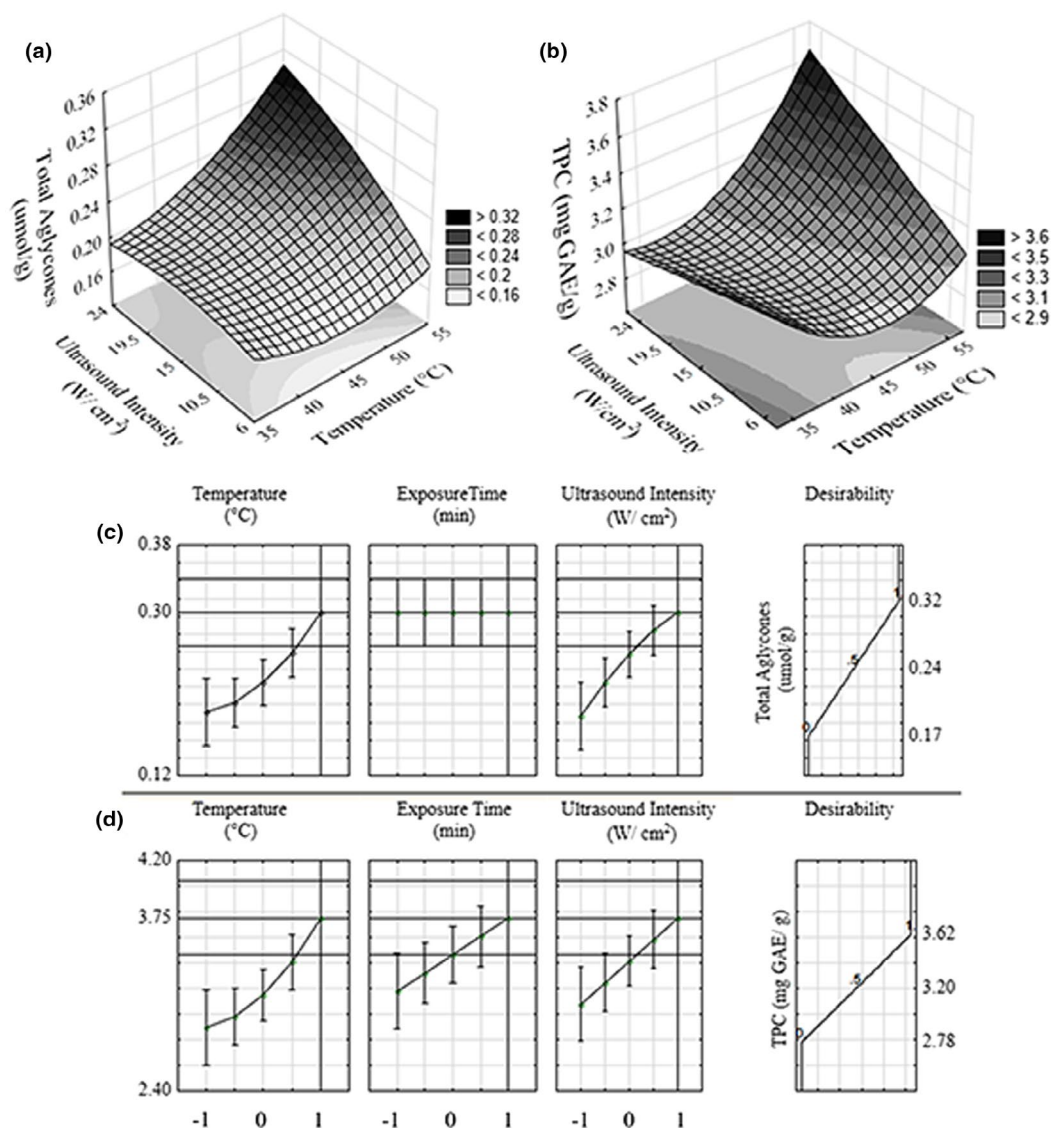 (a)
0.36
0.32
0.28
0.24
0.20
0.16
Total Aglycones
(umol/g)
24
19.5
15
10.5
6
Ultrasound Intensity
(W/ cm²)
35
40
45
50
55
Temperature (°C)
> 0.32
< 0.28
< 0.24
< 0.2
< 0.16
(b)
3.8
3.6
3.4
3.2
3.0
2.8
TPC (mg GAE/g)
24
19.5
15
10.5
6
Ultrasound Intensity
(W/cm²)
35
40
45
50
55
Temperature (°C)
> 3.6
< 3.5
< 3.3
< 3.1
< 2.9
(c)
Temperature
(°C)
ExposureTime
(min)
Ultrasound Intensity
(W/ cm²)
Desirability
0.38
0.30
0.12
1
.5
0
Total Aglycones
(umol/g)
0.32
0.24
0.17
(d)
Temperature
(°C)
Exposure Time
(min)
Ultrasound Intensity
(W/ cm²)
Desirability
4.20
3.75
2.40
1
.5
0
TPC (mg GAE/ g)
3.62
3.20
2.78
-1 0 1
-1 0 1
-1 0 1